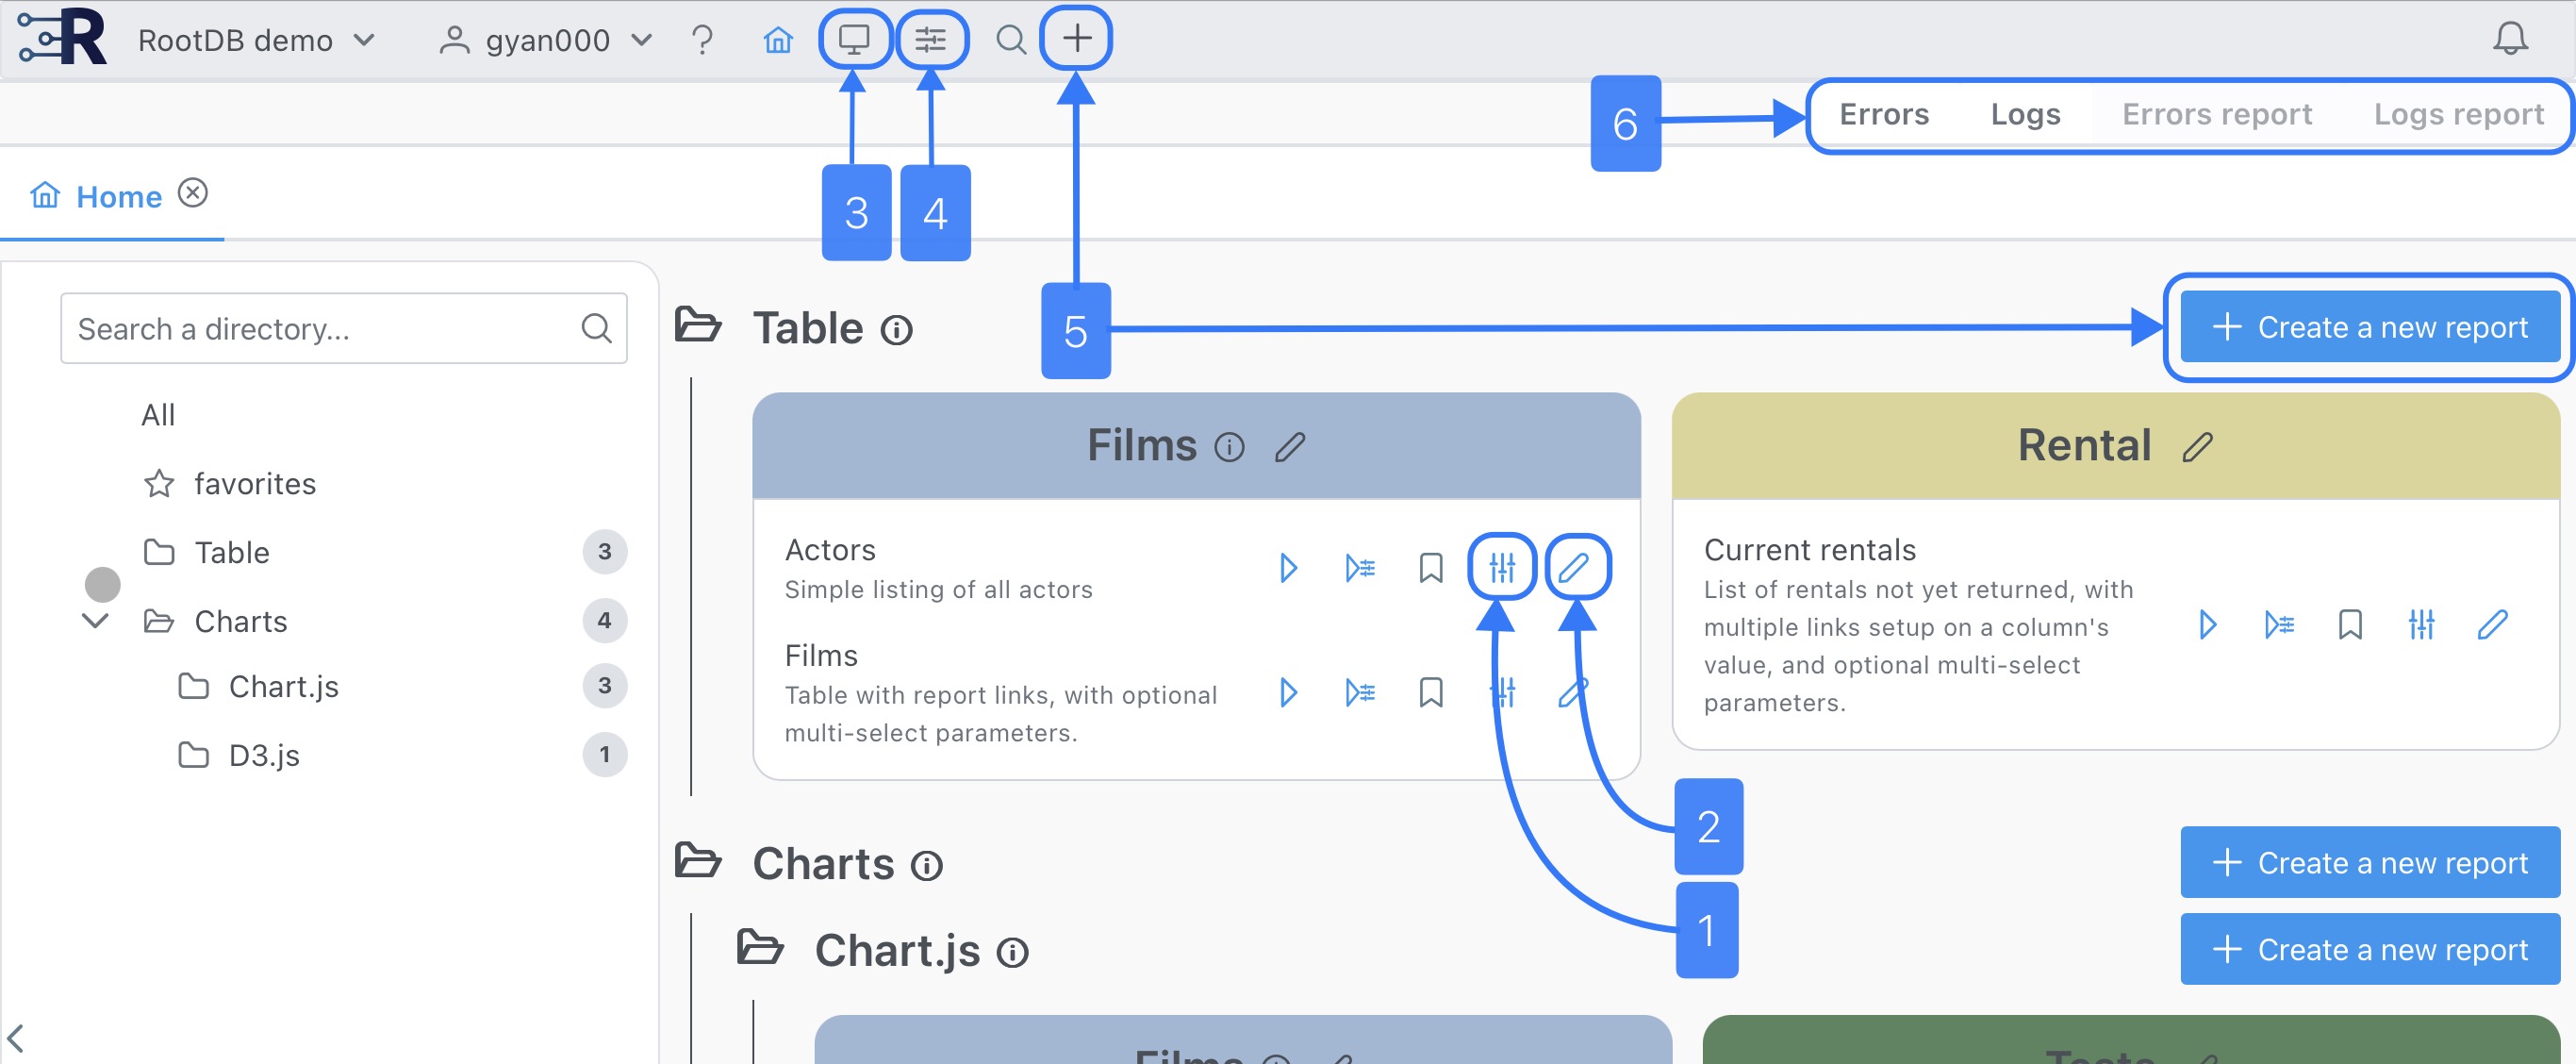 R RootDB demo gyan000
6 Errors Logs Errors report Logs report
Home
3 4
Search a directory...
Table
5
+ Create a new report
All
favorites
Table 3
Charts 4
Chart.js 3
D3.js 1
Films
Actors
Simple listing of all actors
Films
Table with report links, with optional
multi-select parameters.
Rental
Current rentals
List of rentals not yet returned, with
multiple links setup on a column's
value, and optional multi-select
parameters.
2
1
Charts
+ Create a new report
Chart.js
+ Create a new report
Films
Tests